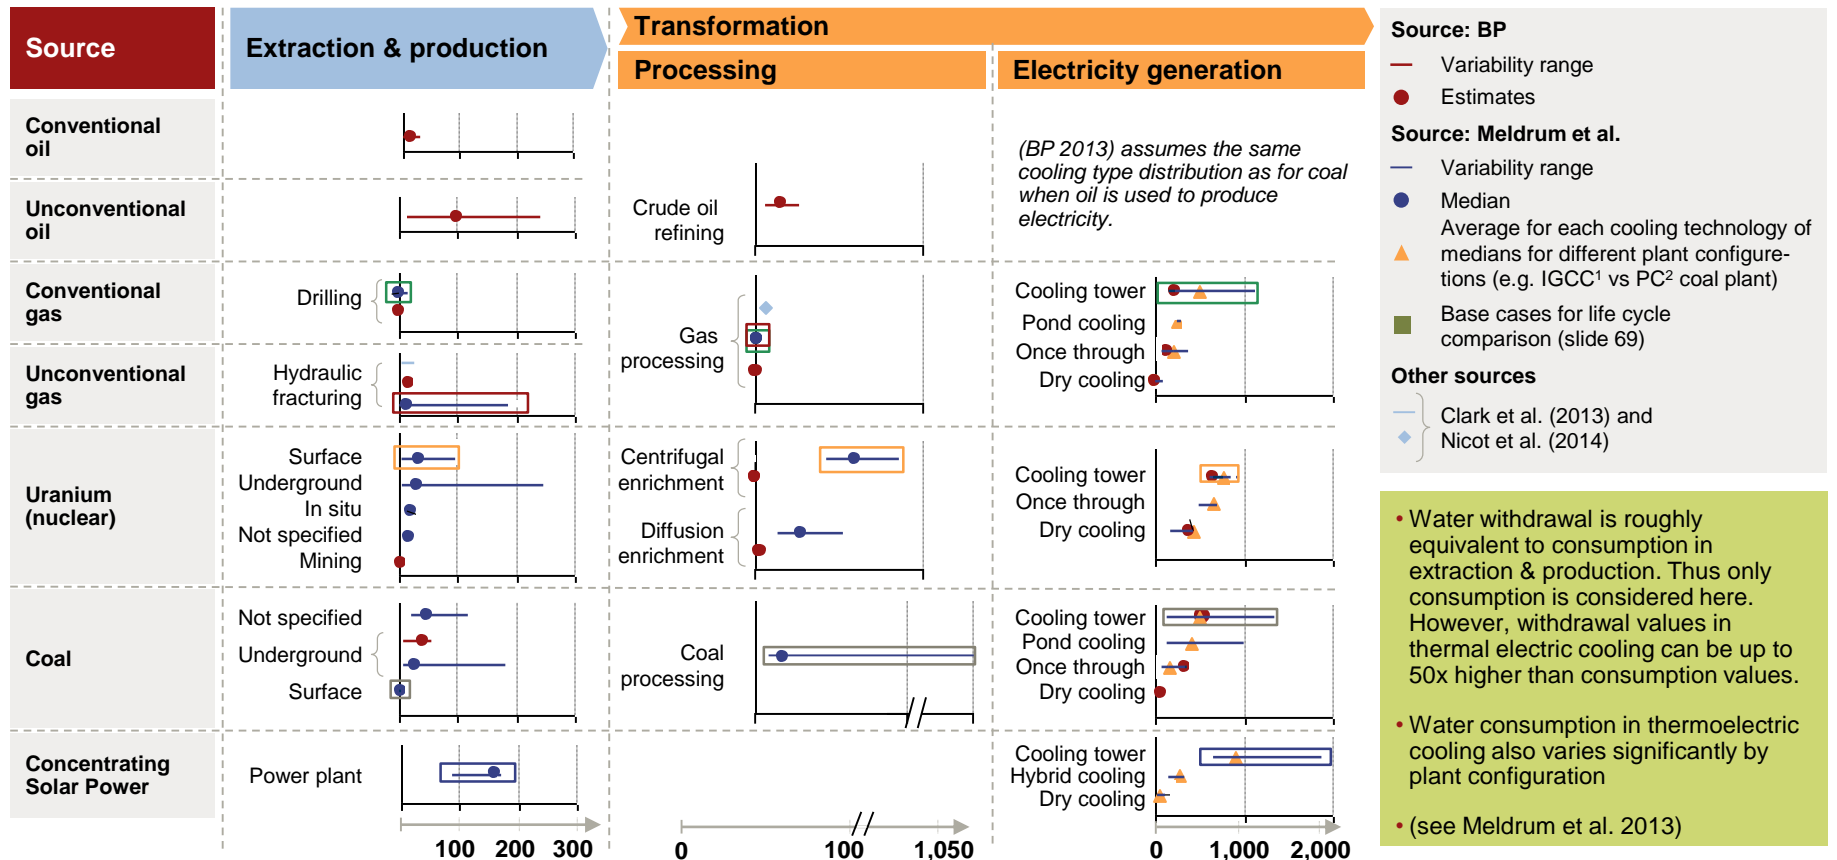 Source
Extraction & production
Transformation
Processing
Electricity generation
Conventional
oil
(BP 2013) assumes the same
cooling type distribution as for coal
when oil is used to produce
electricity.
Unconventional
oil
Crude oil
refining
Conventional
gas
Drilling
Gas
processing
Cooling tower
Pond cooling
Once through
Dry cooling
Unconventional
gas
Hydraulic
fracturing
Uranium
(nuclear)
Surface
Underground
In situ
Not specified
Mining
Centrifugal
enrichment
Diffusion
enrichment
Cooling tower
Once through
Dry cooling
Coal
Not specified
Underground
Surface
Coal
processing
Cooling tower
Pond cooling
Once through
Dry cooling
Concentrating
Solar Power
Power plant
Cooling tower
Hybrid cooling
Dry cooling
100 200 300
0 100 1,050
0 1,000 2,000
Source: BP
Variability range
Estimates
Source: Meldrum et al.
Variability range
Median
Average for each cooling technology of
medians for different plant configure-
tions (e.g. IGCC¹ vs PC² coal plant)
Base cases for life cycle
comparison (slide 69)
Other sources
Clark et al. (2013) and
Nicot et al. (2014)
• Water withdrawal is roughly
equivalent to consumption in
extraction & production. Thus only
consumption is considered here.
However, withdrawal values in
thermal electric cooling can be up to
50x higher than consumption values.
• Water consumption in thermoelectric
cooling also varies significantly by
plant configuration
• (see Meldrum et al. 2013)